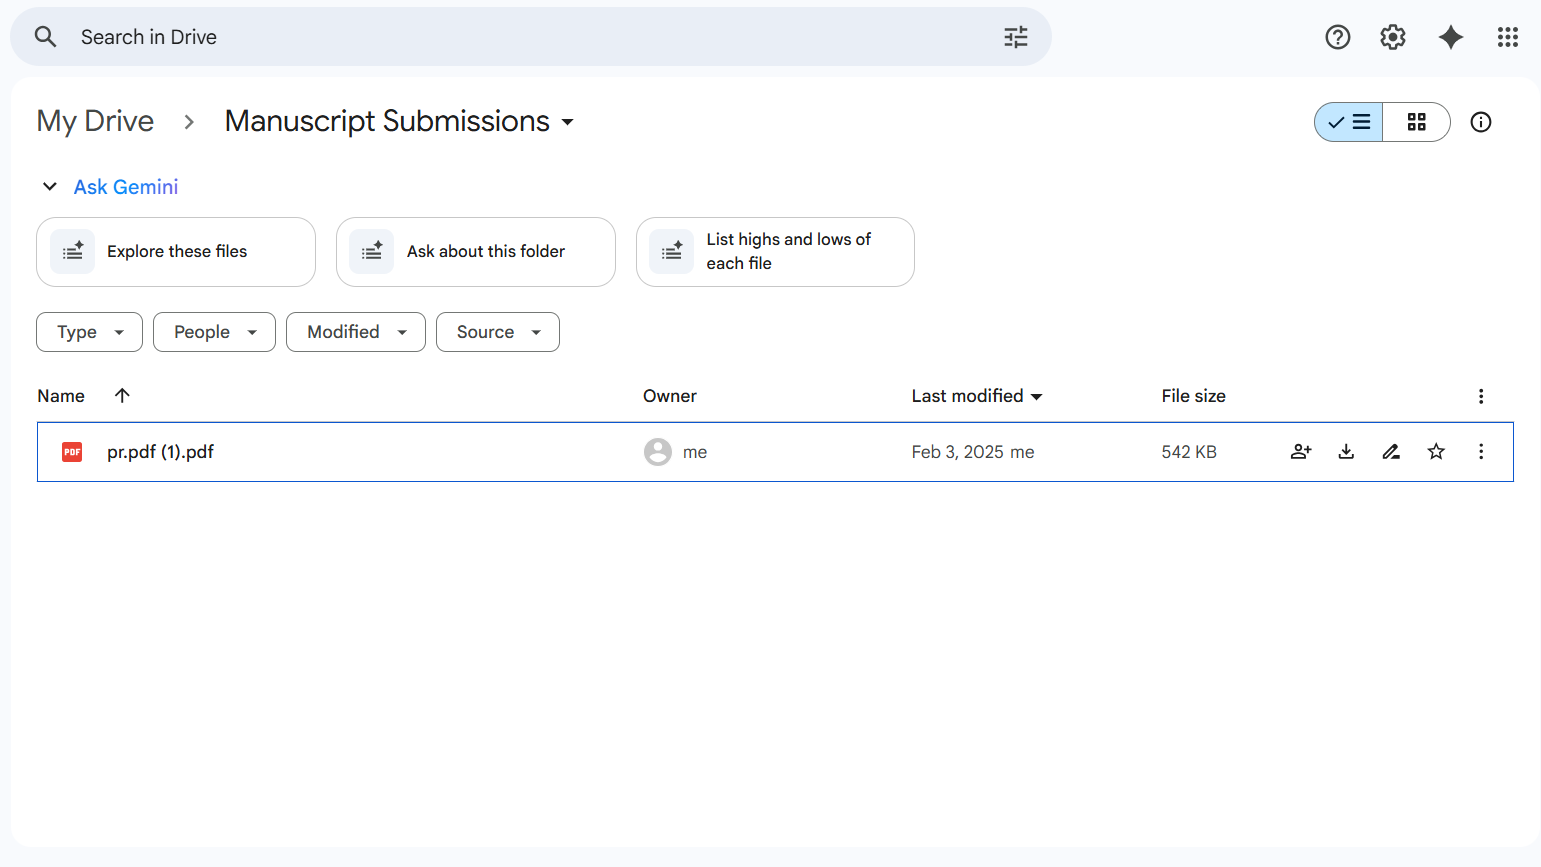 Search in Drive
My Drive > Manuscript Submissions
Ask Gemini
Explore these files
Ask about this folder
List highs and lows of
each file
Type People Modified Source
Name Owner Last modified File size
PDF pr.pdf (1).pdf me Feb 3, 2025 me 542 KB